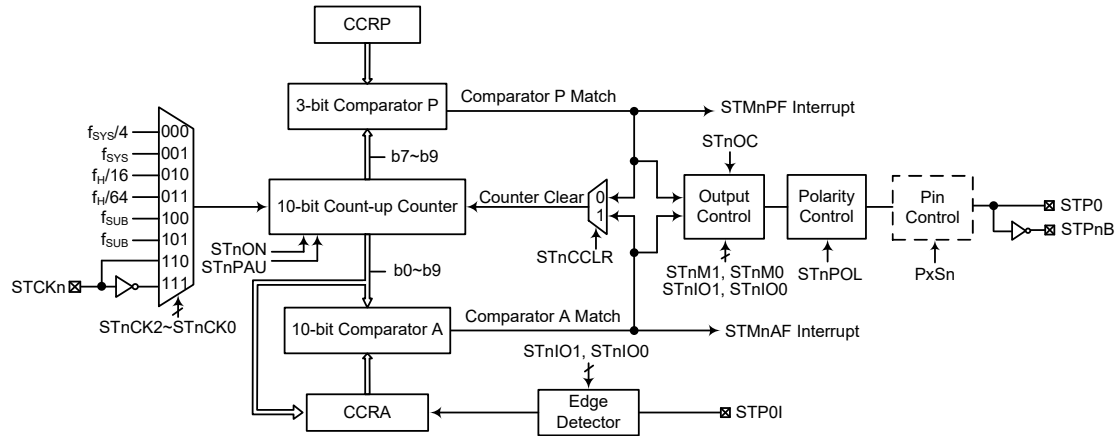 CCRP
3-bit Comparator P
Comparator P Match
STMnPF Interrupt
fSYS/4
000
fSYS
001
fH/16
010
fH/64
011
fSUB
100
fSUB
101
110
111
STCKn
STnCK2~STnCK0
b7~b9
10-bit Count-up Counter
STnON
STnPAU
Counter Clear
0
1
STnCCLR
STnOC
Output
Control
STnM1, STnM0
STnIO1, STnIO0
Polarity
Control
STnPOL
Pin
Control
PxSn
STP0
STPnB
b0~b9
10-bit Comparator A
Comparator A Match
STMnAF Interrupt
STnIO1, STnIO0
CCRA
Edge
Detector
STP0I